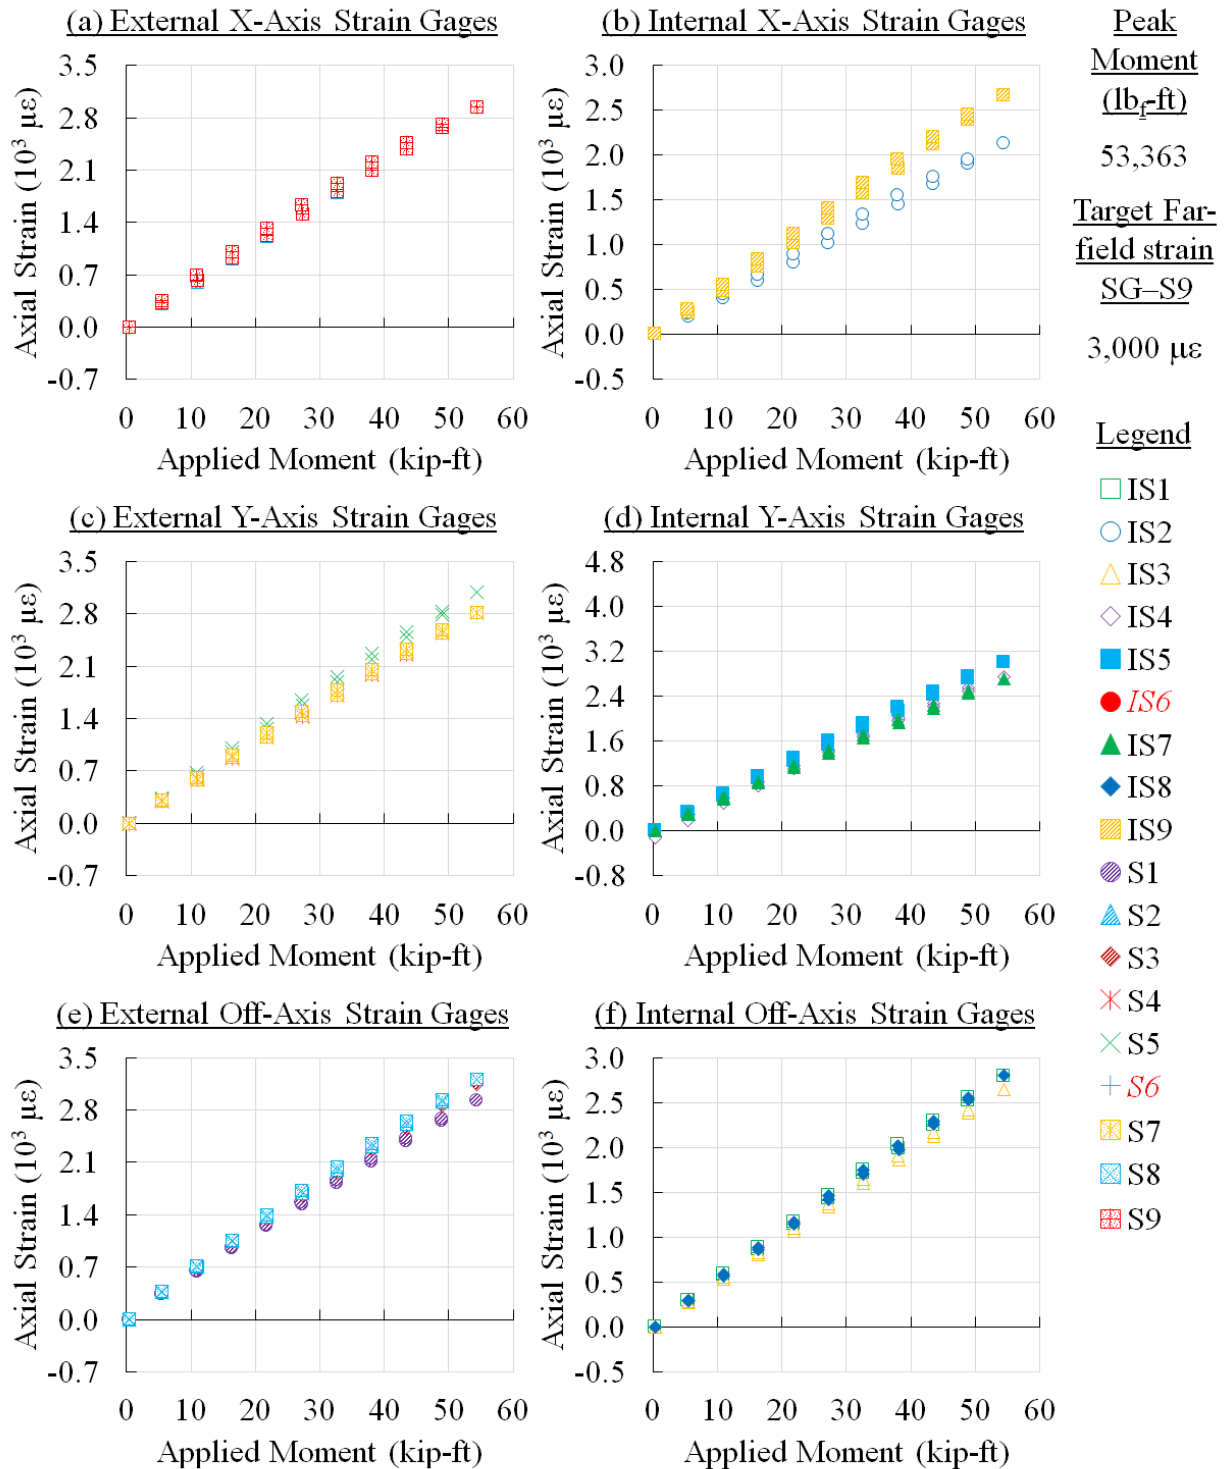 (a) External X-Axis Strain Gages
Axial Strain (10³ με)
3.5
2.8
2.1
1.4
0.7
0.0
-0.7
0 10 20 30 40 50 60
Applied Moment (kip-ft)
(b) Internal X-Axis Strain Gages
Axial Strain (10³ με)
3.0
2.5
2.0
1.5
1.0
0.5
0.0
-0.5
0 10 20 30 40 50 60
Applied Moment (kip-ft)
(c) External Y-Axis Strain Gages
Axial Strain (10³ με)
3.5
2.8
2.1
1.4
0.7
0.0
-0.7
0 10 20 30 40 50 60
Applied Moment (kip-ft)
(d) Internal Y-Axis Strain Gages
Axial Strain (10³ με)
4.8
4.0
3.2
2.4
1.6
0.8
0.0
-0.8
0 10 20 30 40 50 60
Applied Moment (kip-ft)
(e) External Off-Axis Strain Gages
Axial Strain (10³ με)
3.5
2.8
2.1
1.4
0.7
0.0
-0.7
0 10 20 30 40 50 60
Applied Moment (kip-ft)
(f) Internal Off-Axis Strain Gages
Axial Strain (10³ με)
3.0
2.5
2.0
1.5
1.0
0.5
0.0
-0.5
0 10 20 30 40 50 60
Applied Moment (kip-ft)
Peak
Moment
(lbf-ft)
53,363
Target Far-
field strain
SG–S9
3,000 με
Legend
IS1
IS2
IS3
IS4
IS5
IS6
IS7
IS8
IS9
S1
S2
S3
S4
S5
S6
S7
S8
S9